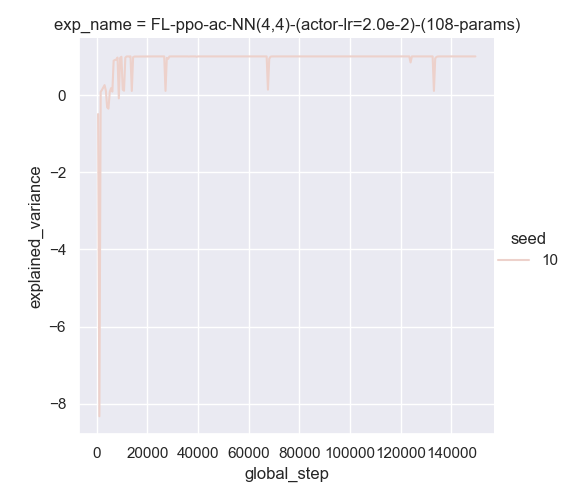 exp_name = FL-ppo-ac-NN(4,4)-(actor-lr=2.0e-2)-(108-params)
explained_variance
0
−2
−4
−6
−8
seed
10
0 20000 40000 60000 80000 100000 120000 140000
global_step